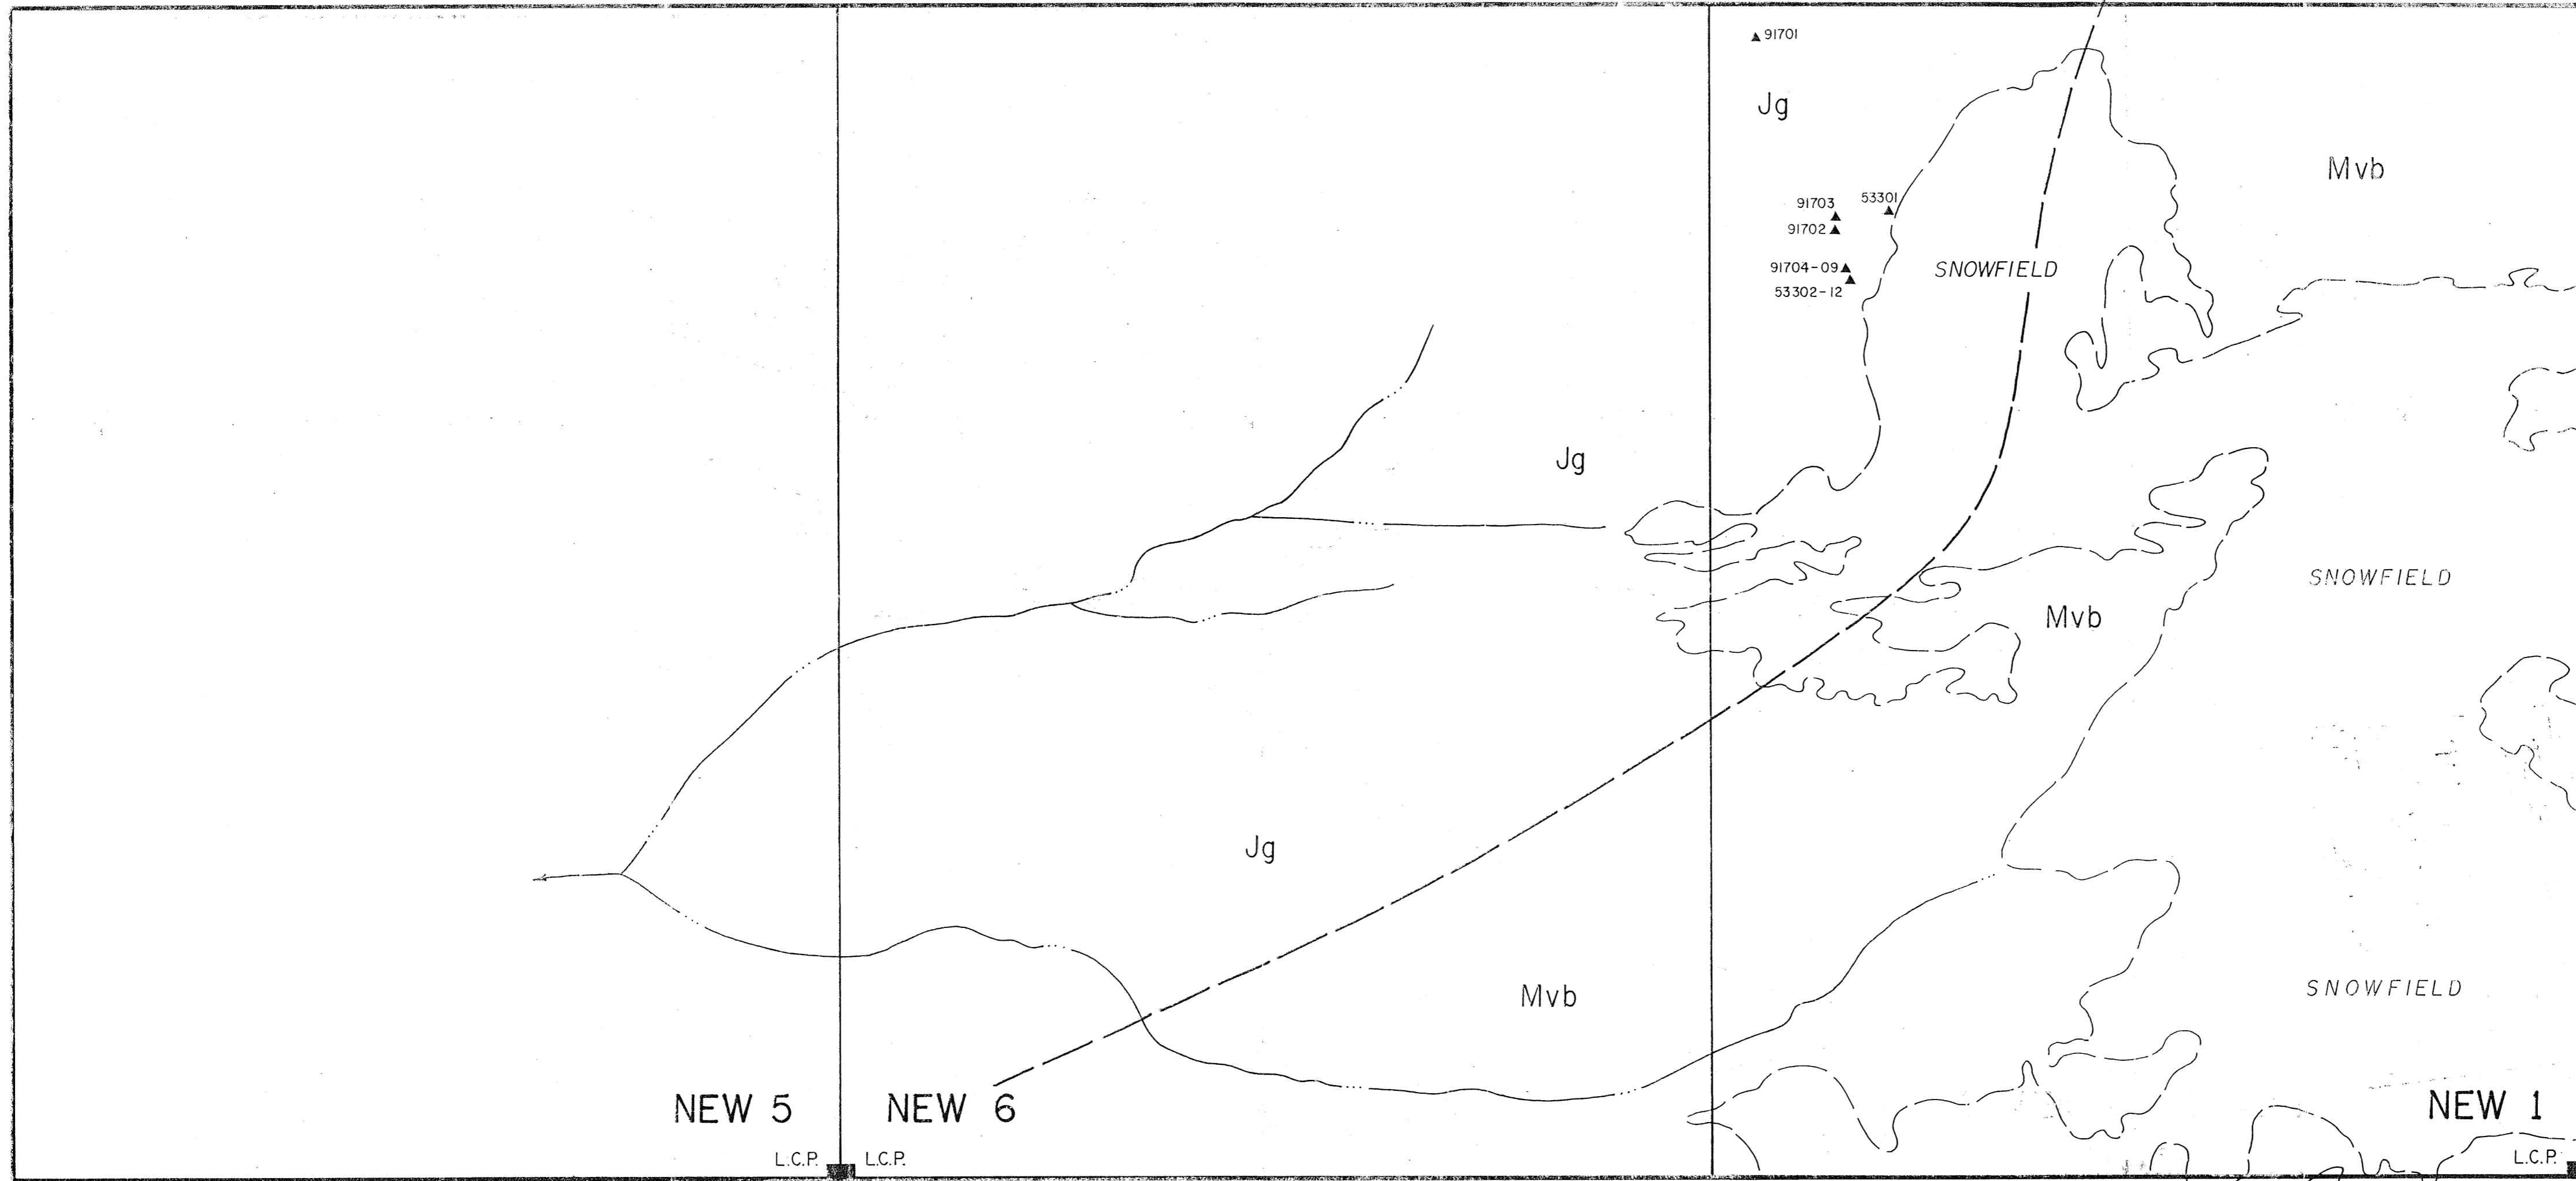 91701
Jg
Mvb
91703
53301
91702
91704-09
SNOWFIELD
53302-12
Jg
SNOWFIELD
Mvb
Jg
SNOWFIELD
Mvb
NEW 5
NEW 6
NEW 1
L.C.P.
L.C.P.
L.C.P.